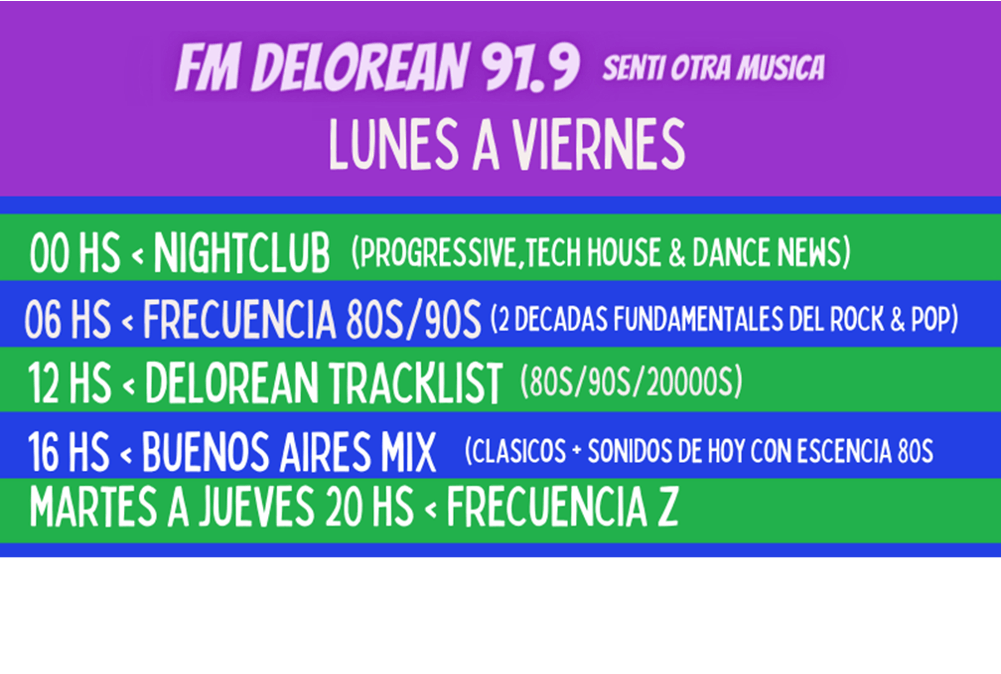 FM DELOREAN 91.9 SENTI OTRA MUSICA
LUNES A VIERNES
00 HS < NIGHTCLUB (PROGRESSIVE,TECH HOUSE & DANCE NEWS)
06 HS < FRECUENCIA 80S/90S (2 DECADAS FUNDAMENTALES DEL ROCK & POP)
12 HS < DELOREAN TRACKLIST (80S/90S/20000S)
16 HS < BUENOS AIRES MIX (CLASICOS + SONIDOS DE HOY CON ESCENCIA 80S
MARTES A JUEVES 20 HS < FRECUENCIA Z